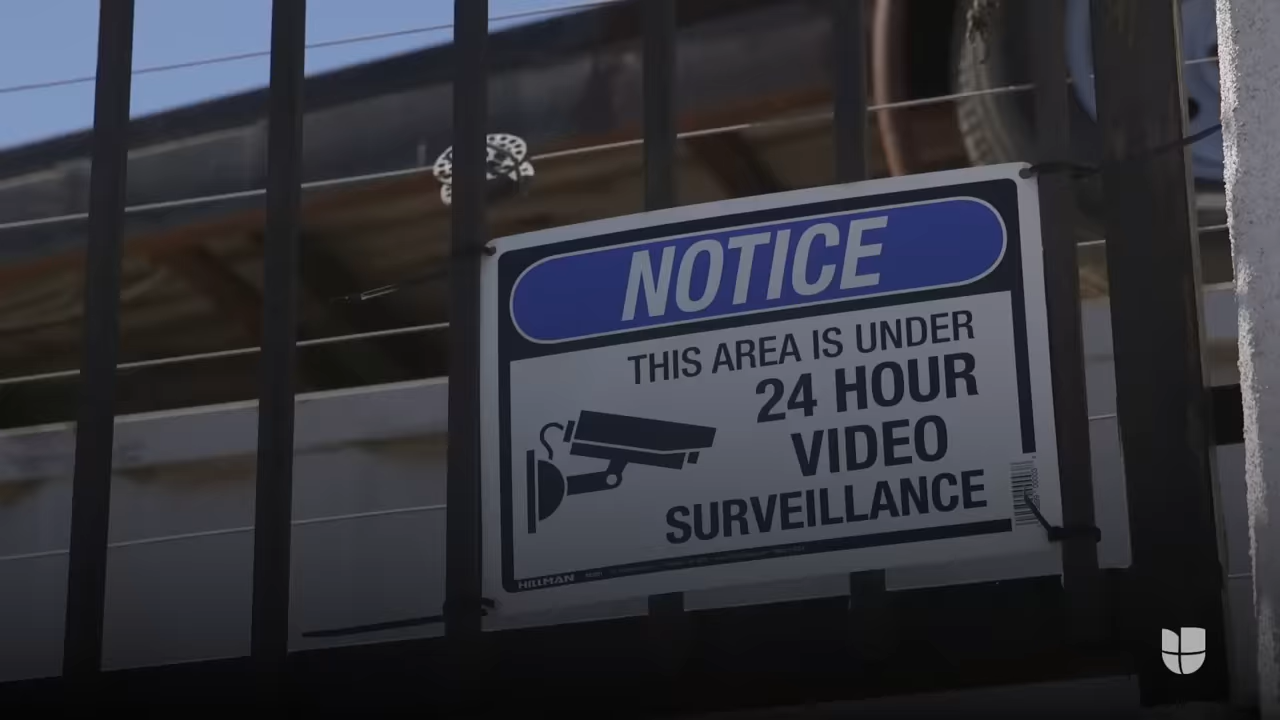 NOTICE
THIS AREA IS UNDER
24 HOUR
VIDEO
SURVEILLANCE
HILLMAN